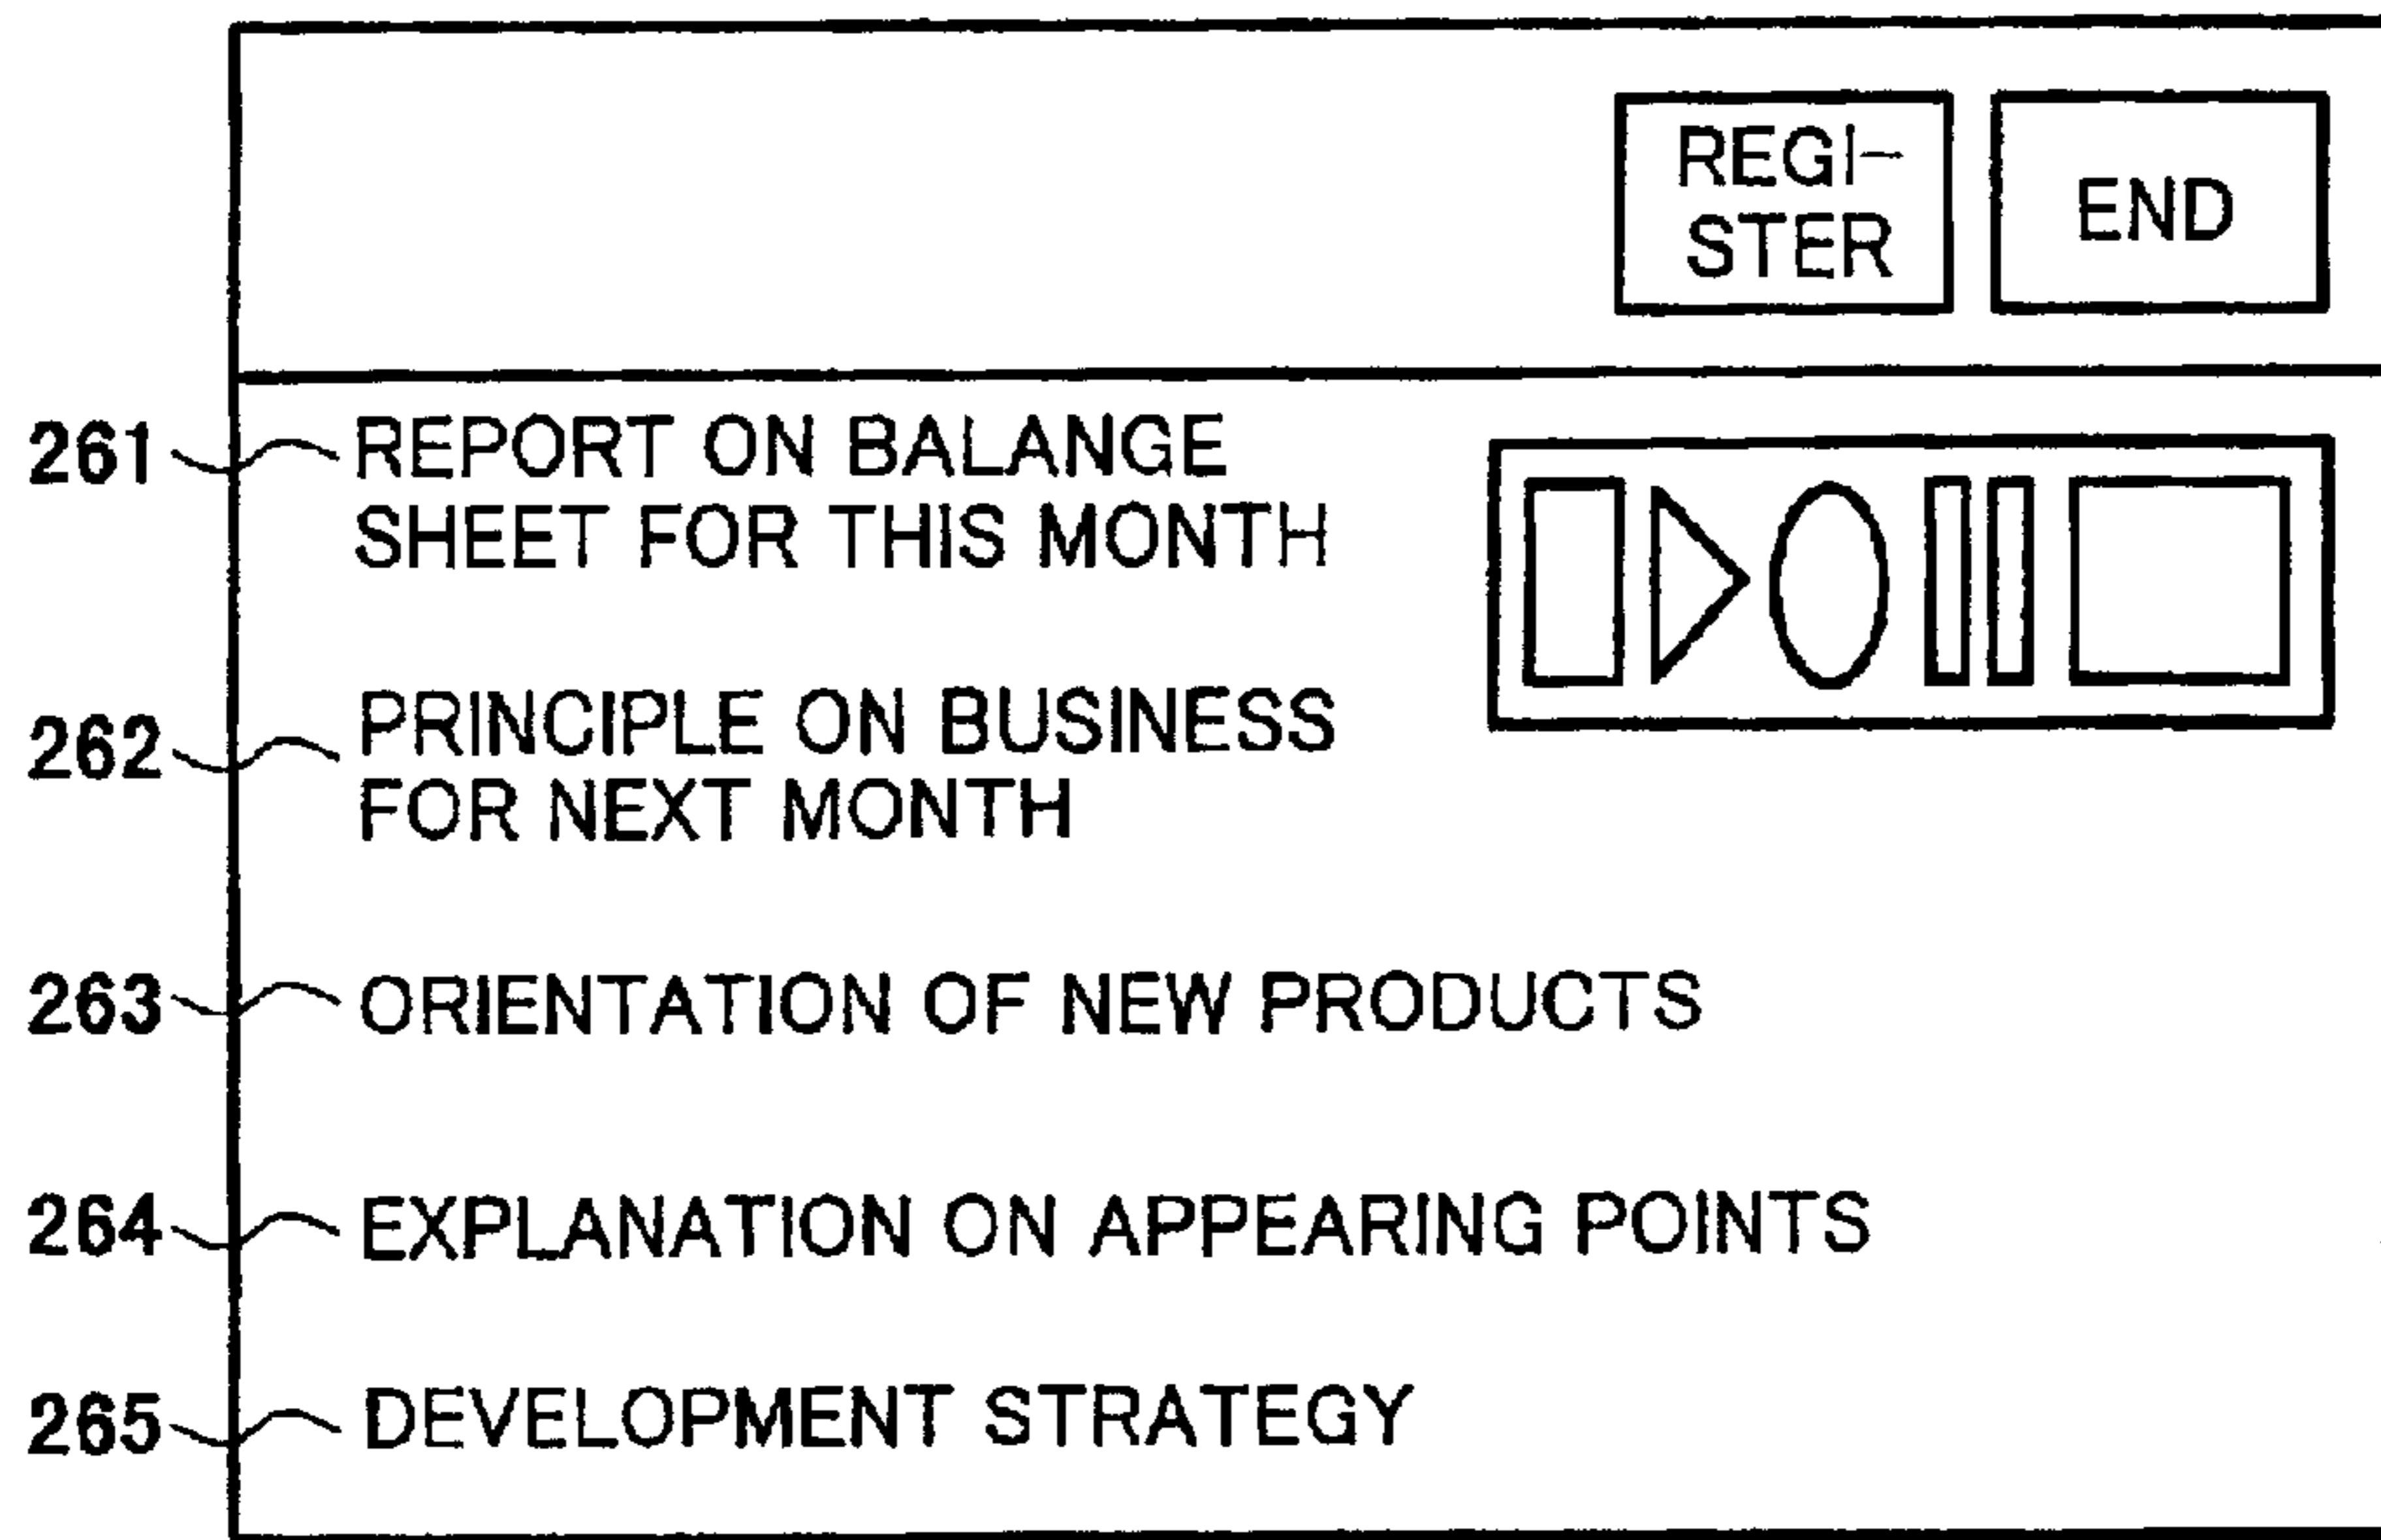 REGI-
STER
END
261 REPORT ON BALANGE
SHEET FOR THIS MONTH
262 PRINCIPLE ON BUSINESS
FOR NEXT MONTH
263 ORIENTATION OF NEW PRODUCTS
264 EXPLANATION ON APPEARING POINTS
265 DEVELOPMENT STRATEGY